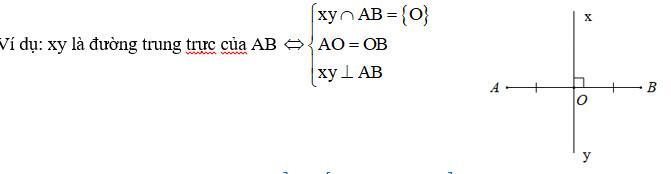 Ví dụ: xy là đường trung trực của AB ⇔ { xy ∩ AB = {O}
AO = OB
xy ⊥ AB
x
A
O
B
y